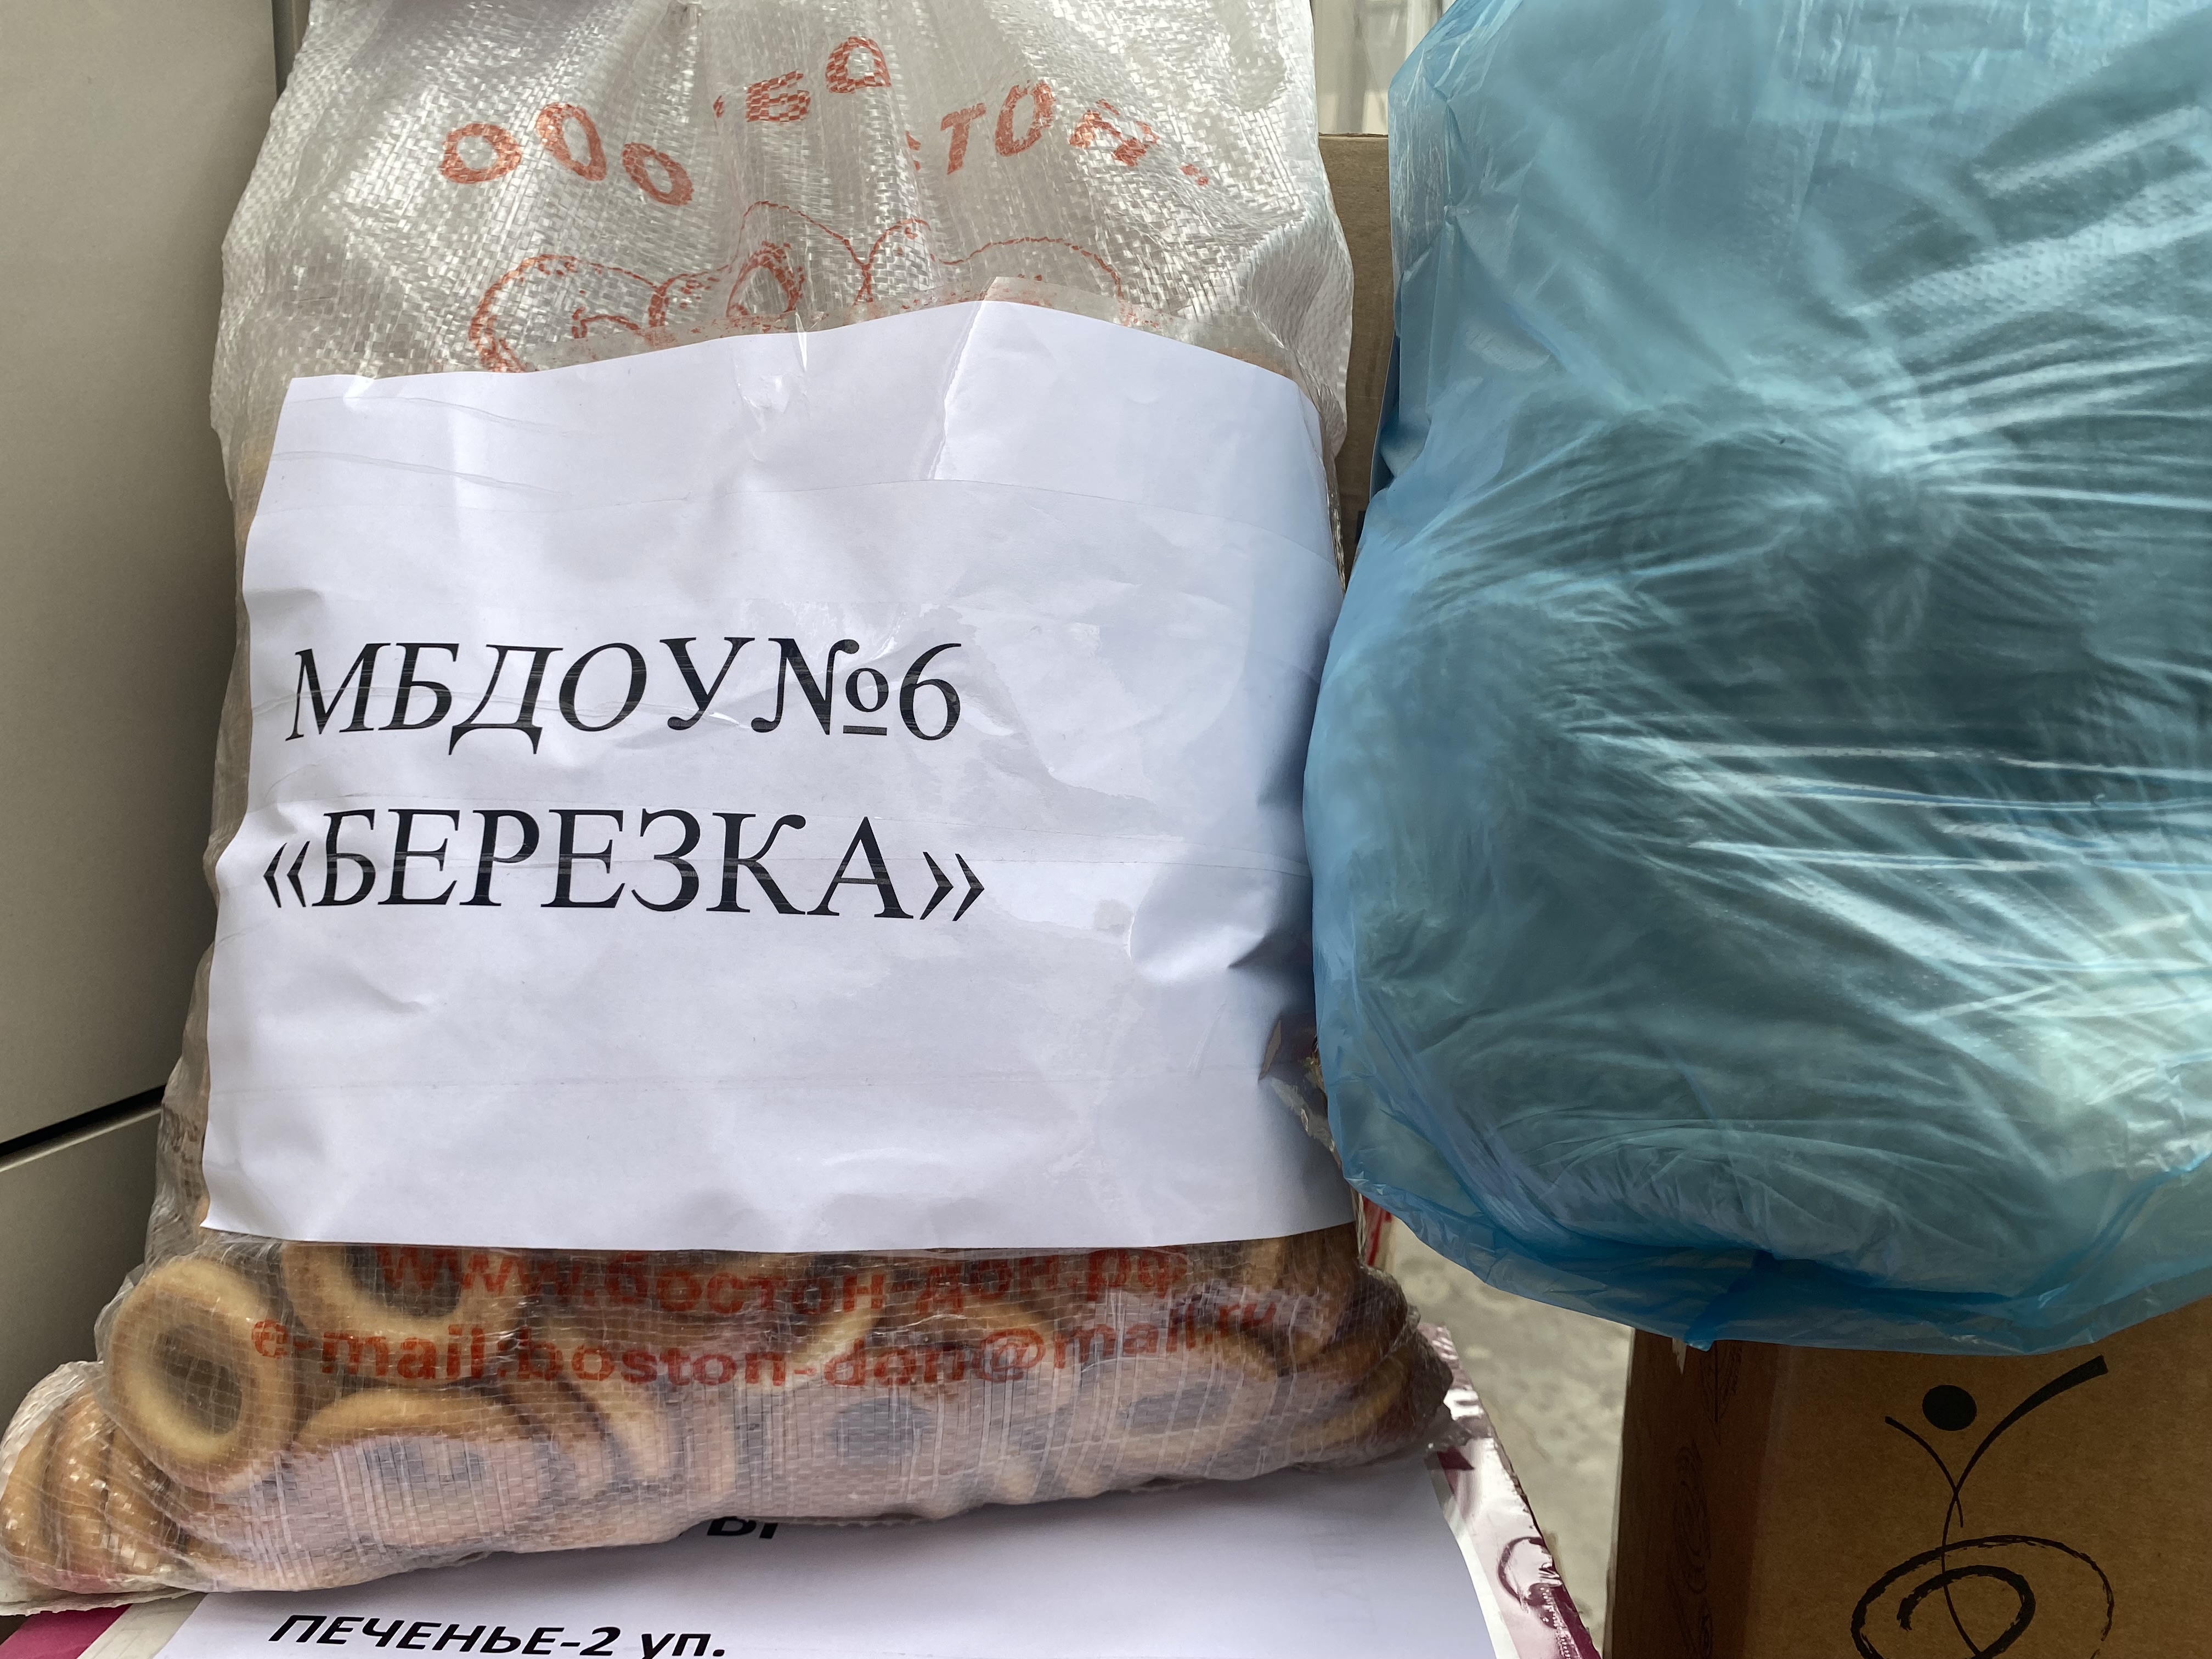 ООО "Бостон"
МБДОУ№6
«БЕРЕЗКА»
www.бостон-дон.рф
e-mail:boston-don@mail.ru
ПЕЧЕНЬЕ-2 уп.